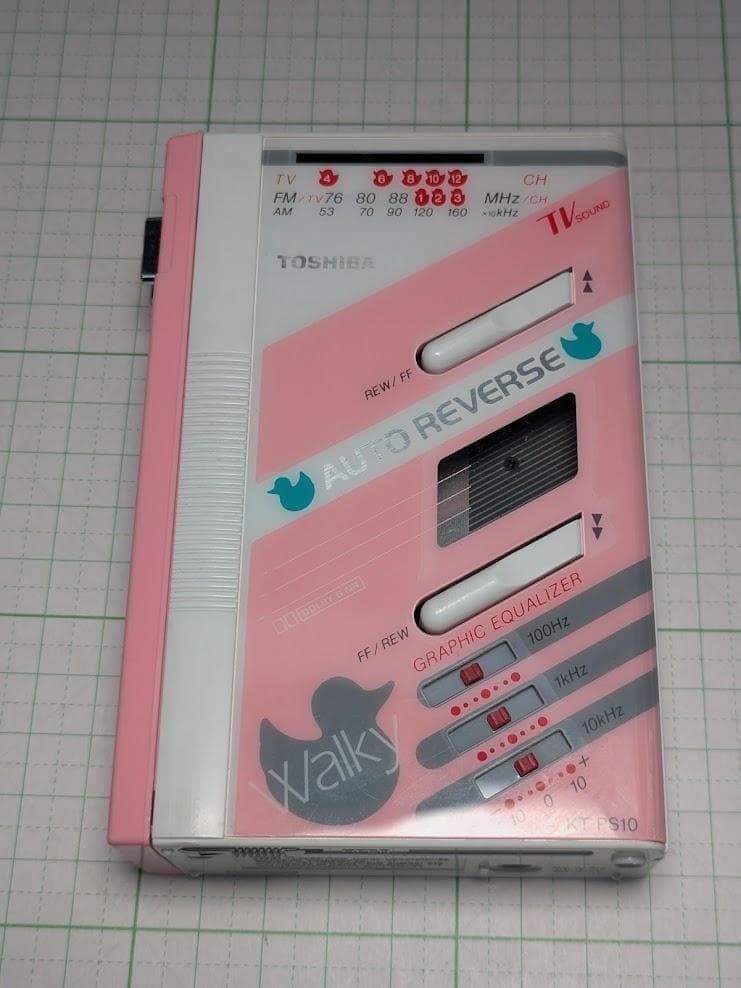 TV 4 6 8 10 12 CH
FM/TV 76 80 88 1 2 3 MHz/CH
AM 53 70 90 120 160 ×10kHz
TV SOUND
TOSHIBA
REW/FF
AUTO REVERSE
DOLBY B NR
FF/REW
GRAPHIC EQUALIZER
100Hz
1kHz
10kHz
Walky
- +
10 0 10
KT-PS10